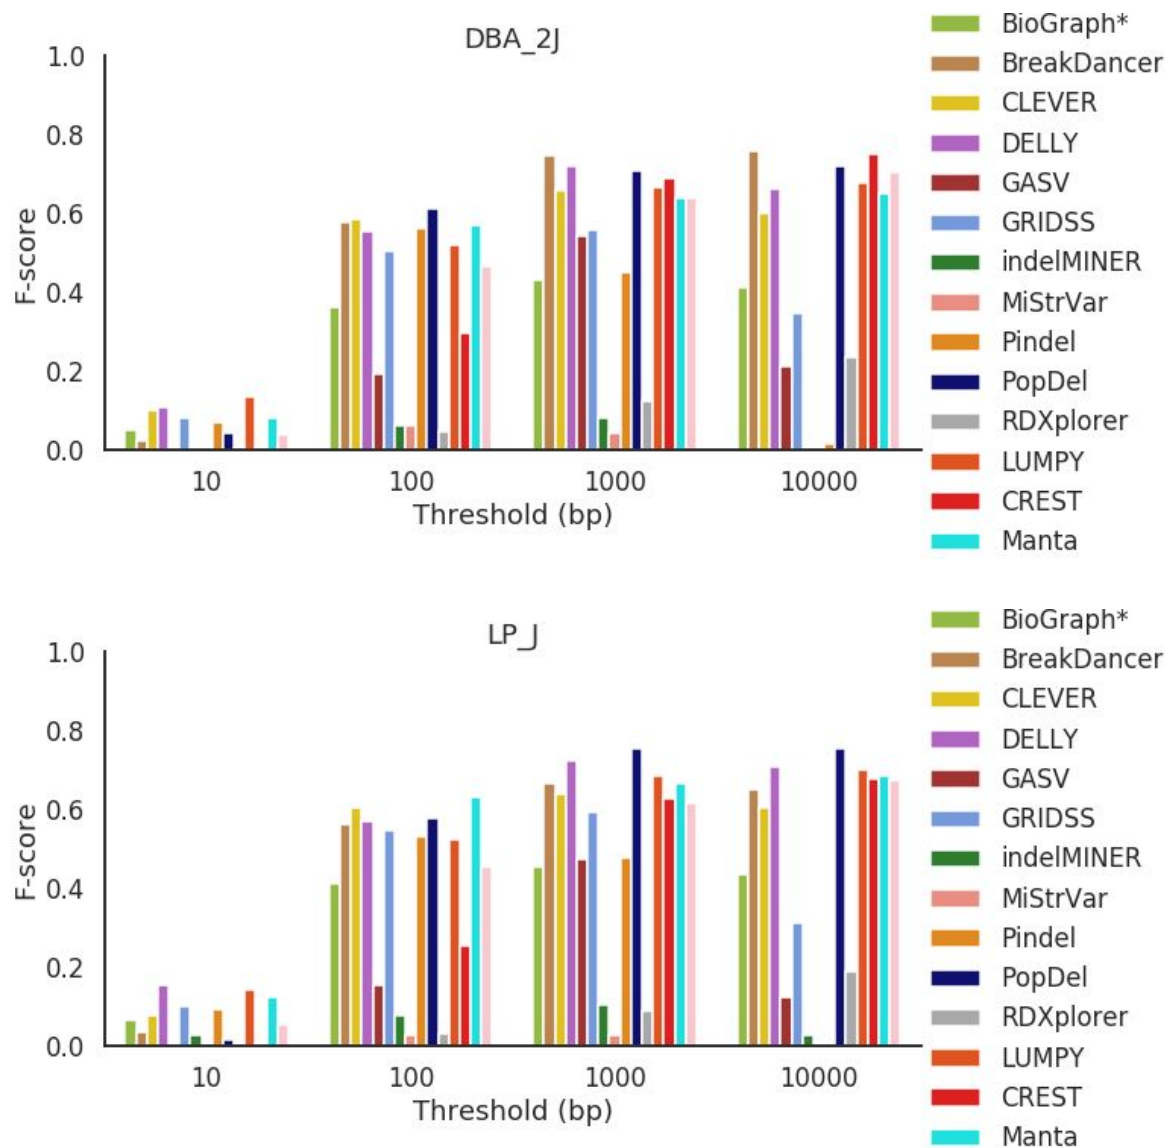 DBA_2J
1.0
0.8
0.6
0.4
0.2
0.0
F-score
10
100
1000
10000
Threshold (bp)
BioGraph*
BreakDancer
CLEVER
DELLY
GASV
GRIDSS
indelMINER
MiStrVar
Pindel
PopDel
RDXplorer
LUMPY
CREST
Manta
LP_J
1.0
0.8
0.6
0.4
0.2
0.0
F-score
10
100
1000
10000
Threshold (bp)
BioGraph*
BreakDancer
CLEVER
DELLY
GASV
GRIDSS
indelMINER
MiStrVar
Pindel
PopDel
RDXplorer
LUMPY
CREST
Manta